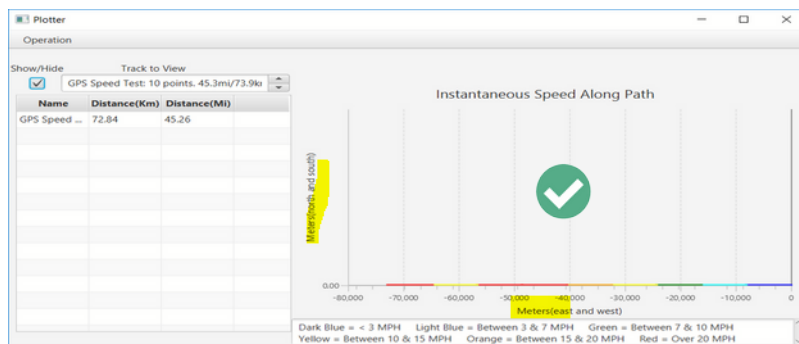 Plotter
Operation
Show/Hide
Track to View
GPS Speed Test: 10 points. 45.3mi/73.9k
Name Distance(Km) Distance(Mi)
GPS Speed ... 72.84 45.26
Instantaneous Speed Along Path
Meters(north and south)
0.00
-80,000 -70,000 -60,000 -50,000 -40,000 -30,000 -20,000 -10,000 0
Meters(east and west)
Dark Blue = < 3 MPH Light Blue = Between 3 & 7 MPH Green = Between 7 & 10 MPH
Yellow = Between 10 & 15 MPH Orange = Between 15 & 20 MPH Red = Over 20 MPH